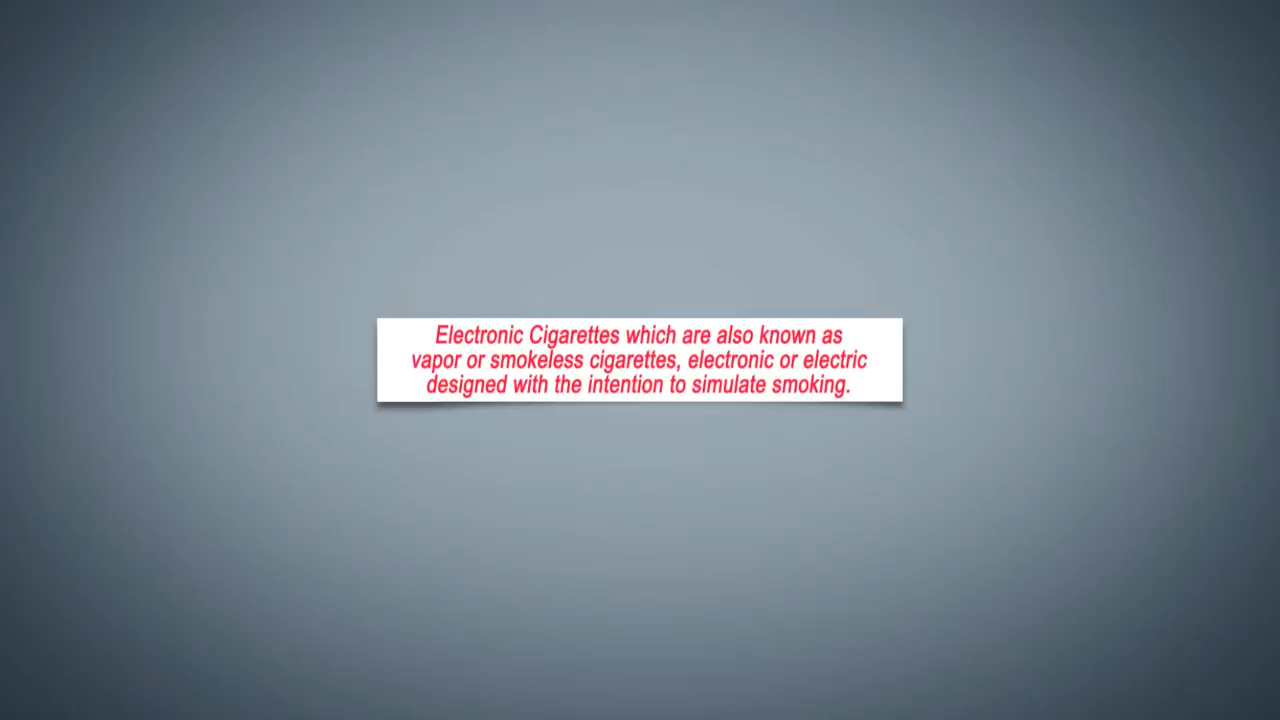 Electronic Cigarettes which are also known as
vapor or smokeless cigarettes, electronic or electric
designed with the intention to simulate smoking.